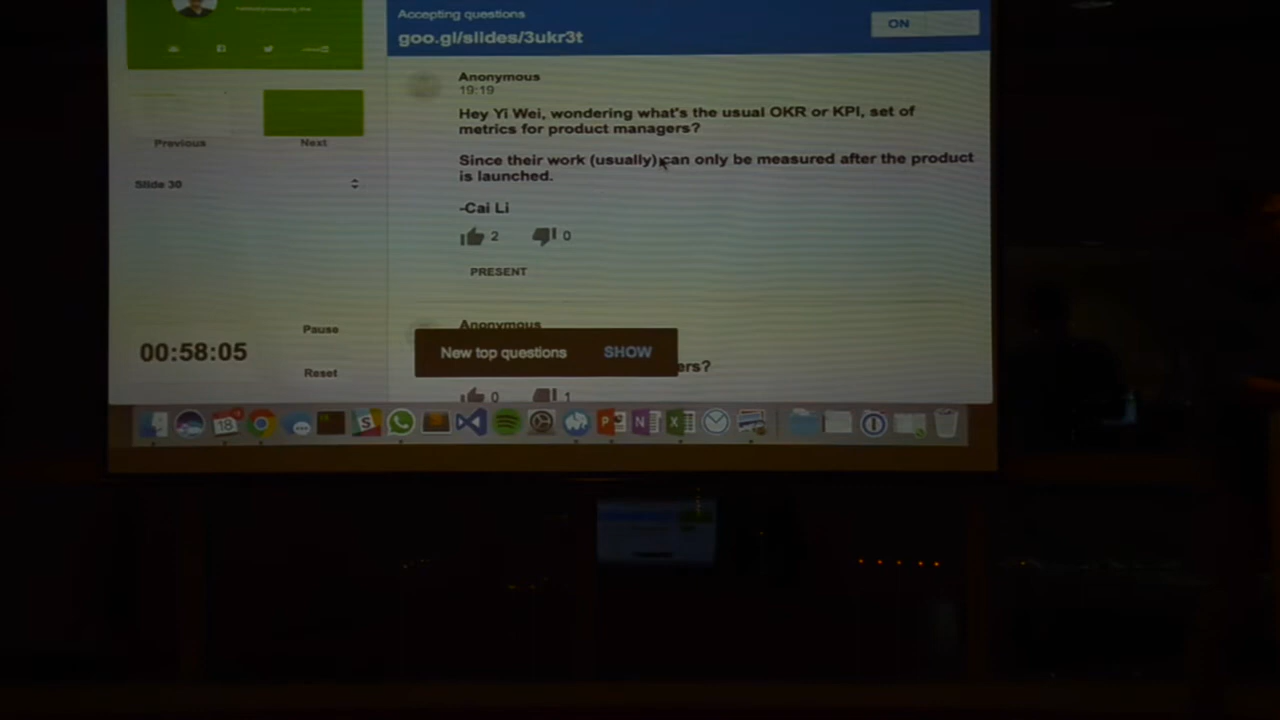 Accepting questions
goo.gl/slides/3ukr3t
ON
Previous
Next
Slide 30
Pause
00:58:05
Reset
Anonymous
19:19
Hey Yi Wei, wondering what's the usual OKR or KPI, set of
metrics for product managers?
Since their work (usually) can only be measured after the product
is launched.
-Cai Li
2
0
PRESENT
Anonymous
New top questions
SHOW
ers?
0
1
18